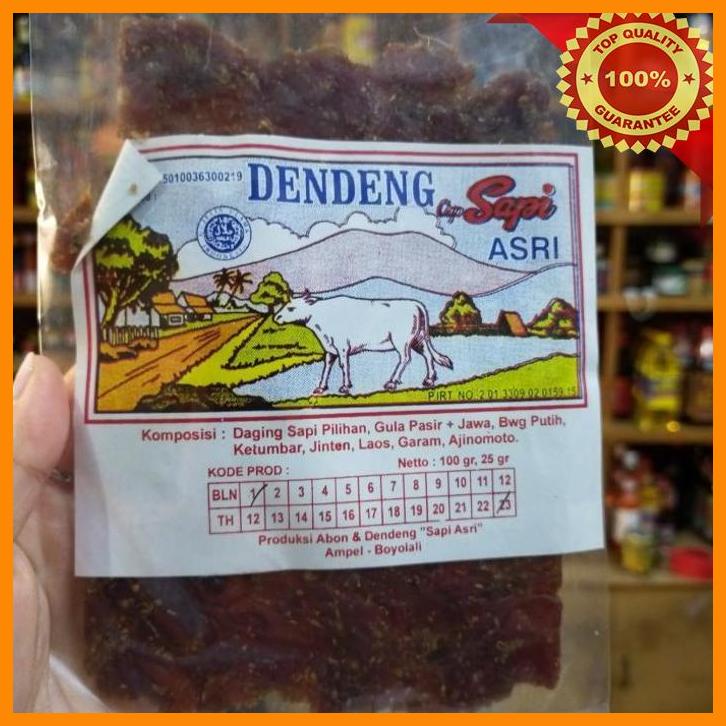 TOP QUALITY
100%
GUARANTEE
5010036300219
DENDENG
Cap Sapi
ASRI
P.IRT NO. 2.01.3309.02.0159.15
Komposisi : Daging Sapi Pilihan, Gula Pasir + Jawa, Bwg Putih,
Ketumbar, Jinten, Laos, Garam, Ajinomoto.
KODE PROD :
Netto : 100 gr, 25 gr
BLN 1 2 3 4 5 6 7 8 9 10 11 12
TH 12 13 14 15 16 17 18 19 20 21 22 23
Produksi Abon & Dendeng "Sapi Asri"
Ampel - Boyolali